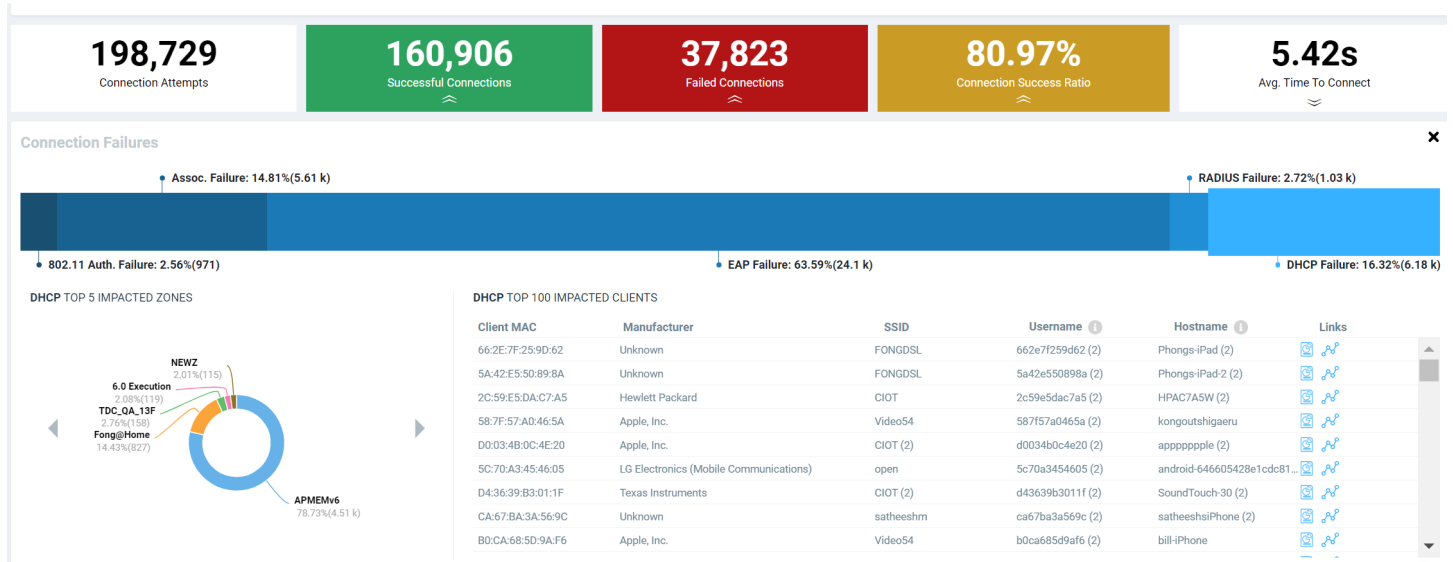 198,729
Connection Attempts
160,906
Successful Connections
37,823
Failed Connections
80.97%
Connection Success Ratio
5.42s
Avg. Time To Connect
Connection Failures
Assoc. Failure: 14.81%(5.61 k)
RADIUS Failure: 2.72%(1.03 k)
802.11 Auth. Failure: 2.56%(971)
EAP Failure: 63.59%(24.1 k)
DHCP Failure: 16.32%(6.18 k)
DHCP TOP 5 IMPACTED ZONES
NEWZ
2.01%(115)
6.0 Execution
2.08%(119)
TDC_QA_13F
2.76%(158)
Fong@Home
14.43%(827)
APMEMv6
78.73%(4.51 k)
DHCP TOP 100 IMPACTED CLIENTS
Client MAC Manufacturer SSID Username Hostname Links
66:2E:7F:25:9D:62 Unknown FONGDSL 662e7f259d62 (2) Phongs-iPad (2)
5A:42:E5:50:89:8A Unknown FONGDSL 5a42e550898a (2) Phongs-iPad-2 (2)
2C:59:E5:DA:C7:A5 Hewlett Packard CIOT 2c59e5dac7a5 (2) HPAC7A5W (2)
58:7F:57:A0:46:5A Apple, Inc. Video54 587f57a0465a (2) kongoutshigaeru
D0:03:4B:0C:4E:20 Apple, Inc. CIOT (2) d0034b0c4e20 (2) appppppple (2)
5C:70:A3:45:46:05 LG Electronics (Mobile Communications) open 5c70a3454605 (2) android-646605428e1cdc81...
D4:36:39:B3:01:1F Texas Instruments CIOT (2) d43639b3011f (2) SoundTouch-30 (2)
CA:67:BA:3A:56:9C Unknown satheeshm ca67ba3a569c (2) satheeshsiPhone (2)
B0:CA:68:5D:9A:F6 Apple, Inc. Video54 b0ca685d9af6 (2) bill-iPhone